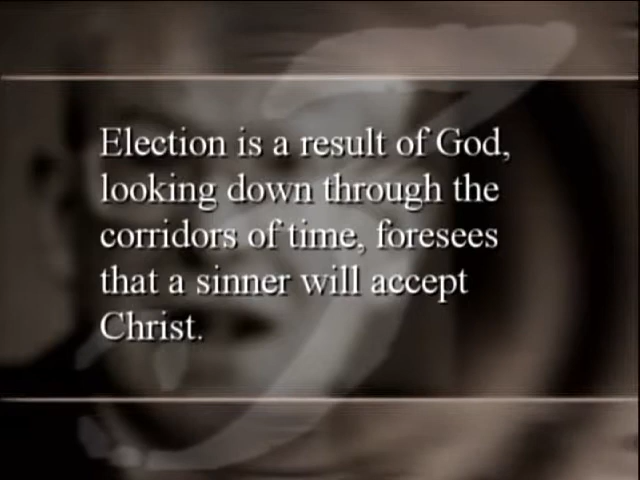 Election is a result of God,
looking down through the
corridors of time, foresees
that a sinner will accept
Christ.